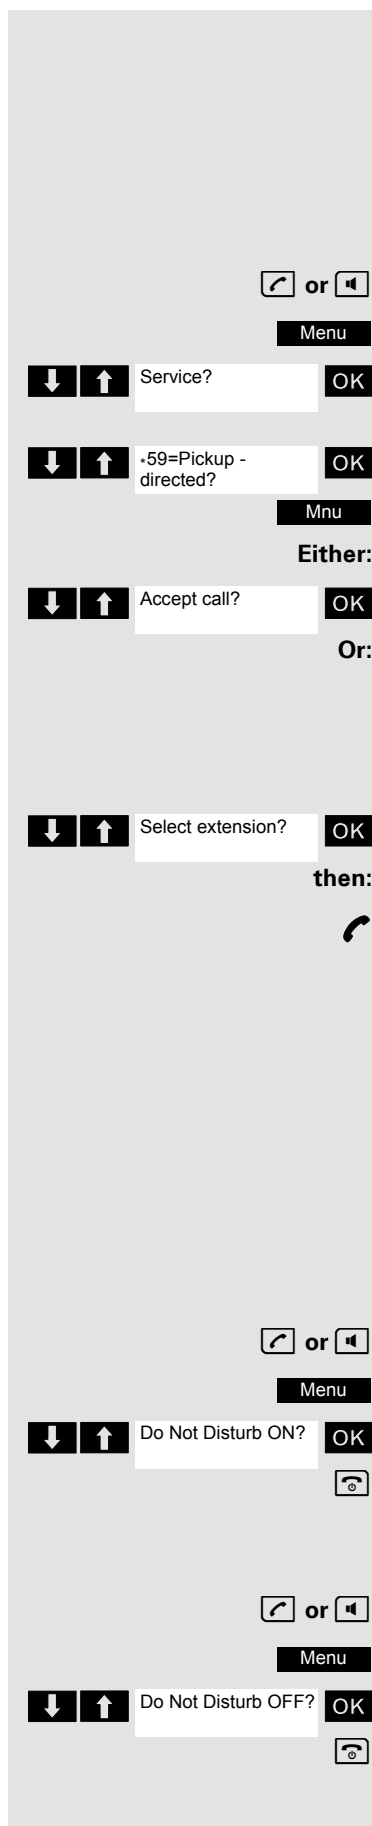 or
Menu
Service? OK
*59=Pickup - OK
directed?
Mnu
Either:
Accept call? OK
Or:
Select extension? OK
then:
or
Menu
Do Not Disturb ON? OK
or
Menu
Do Not Disturb OFF? OK